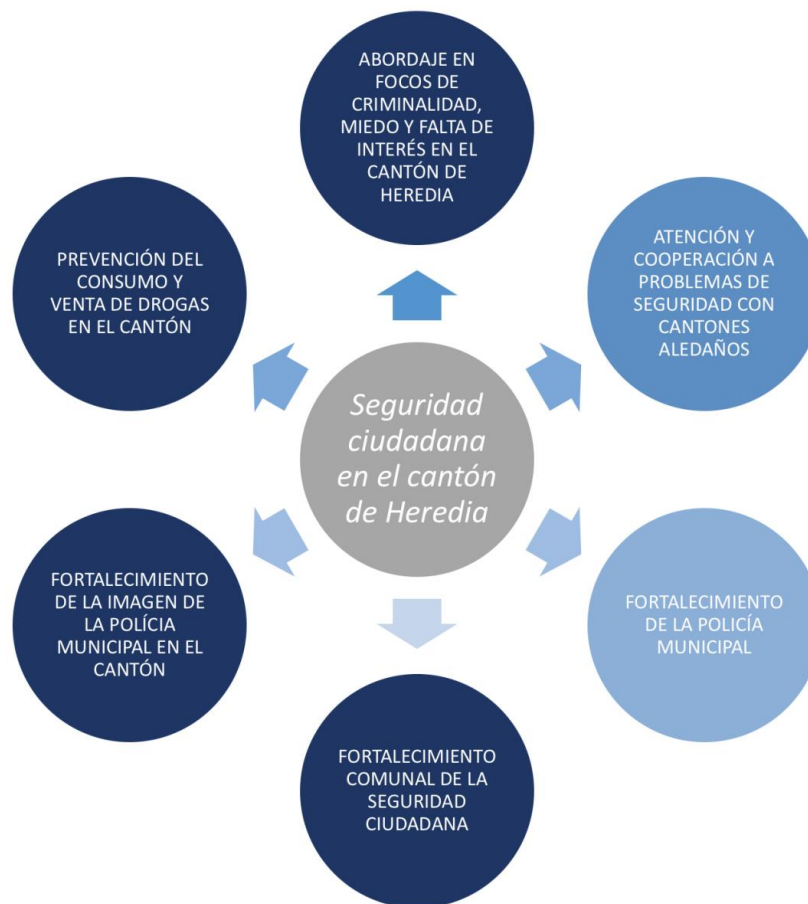 ABORDAJE EN
FOCOS DE
CRIMINALIDAD,
MIEDO Y FALTA DE
INTERÉS EN EL
CANTÓN DE
HEREDIA
ATENCIÓN Y
COOPERACIÓN A
PROBLEMAS DE
SEGURIDAD CON
CANTONES
ALEDAÑOS
FORTALECIMIENTO
DE LA POLICÍA
MUNICIPAL
FORTALECIMIENTO
COMUNAL DE LA
SEGURIDAD
CIUDADANA
FORTALECIMIENTO
DE LA IMAGEN DE
LA POLÍCIA
MUNICIPAL EN EL
CANTÓN
PREVENCIÓN DEL
CONSUMO Y
VENTA DE DROGAS
EN EL CANTÓN
Seguridad
ciudadana
en el cantón
de Heredia